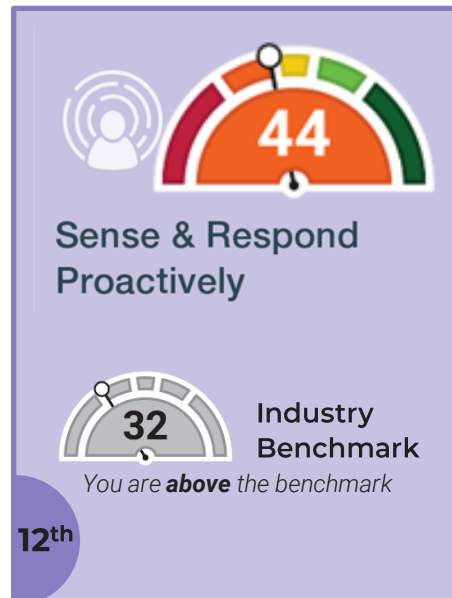 44
Sense & Respond
Proactively
32
Industry
Benchmark
You are above the benchmark
12th